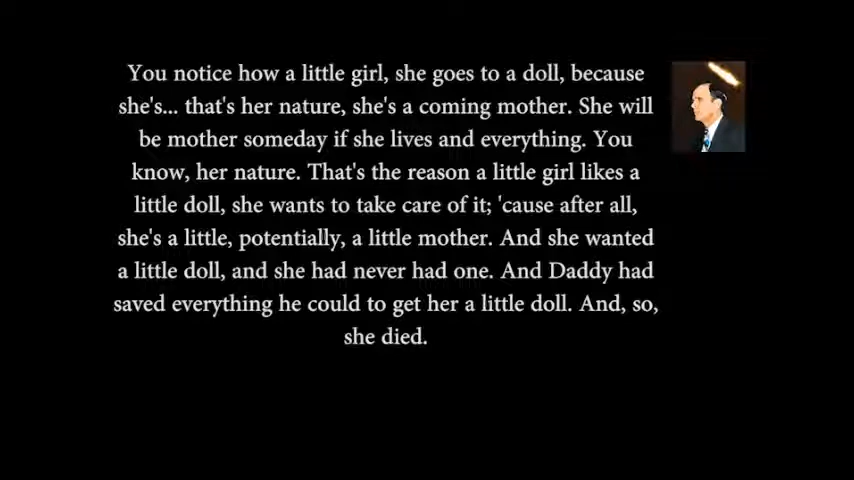 You notice how a little girl, she goes to a doll, because
she's... that's her nature, she's a coming mother. She will
be mother someday if she lives and everything. You
know, her nature. That's the reason a little girl likes a
little doll, she wants to take care of it; 'cause after all,
she's a little, potentially, a little mother. And she wanted
a little doll, and she had never had one. And Daddy had
saved everything he could to get her a little doll. And, so,
she died.